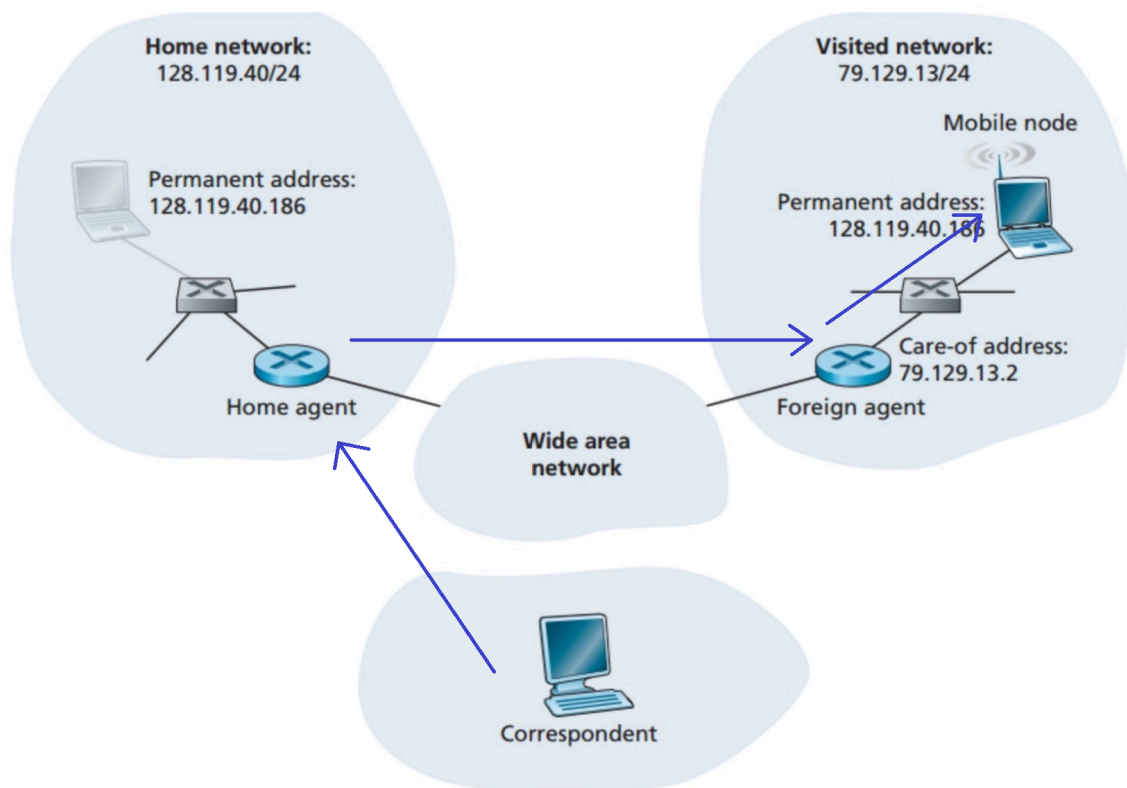 Home network:
128.119.40/24
Visited network:
79.129.13/24
Mobile node
Permanent address:
128.119.40.186
Permanent address:
128.119.40.186
Care-of address:
79.129.13.2
Home agent
Foreign agent
Wide area
network
Correspondent